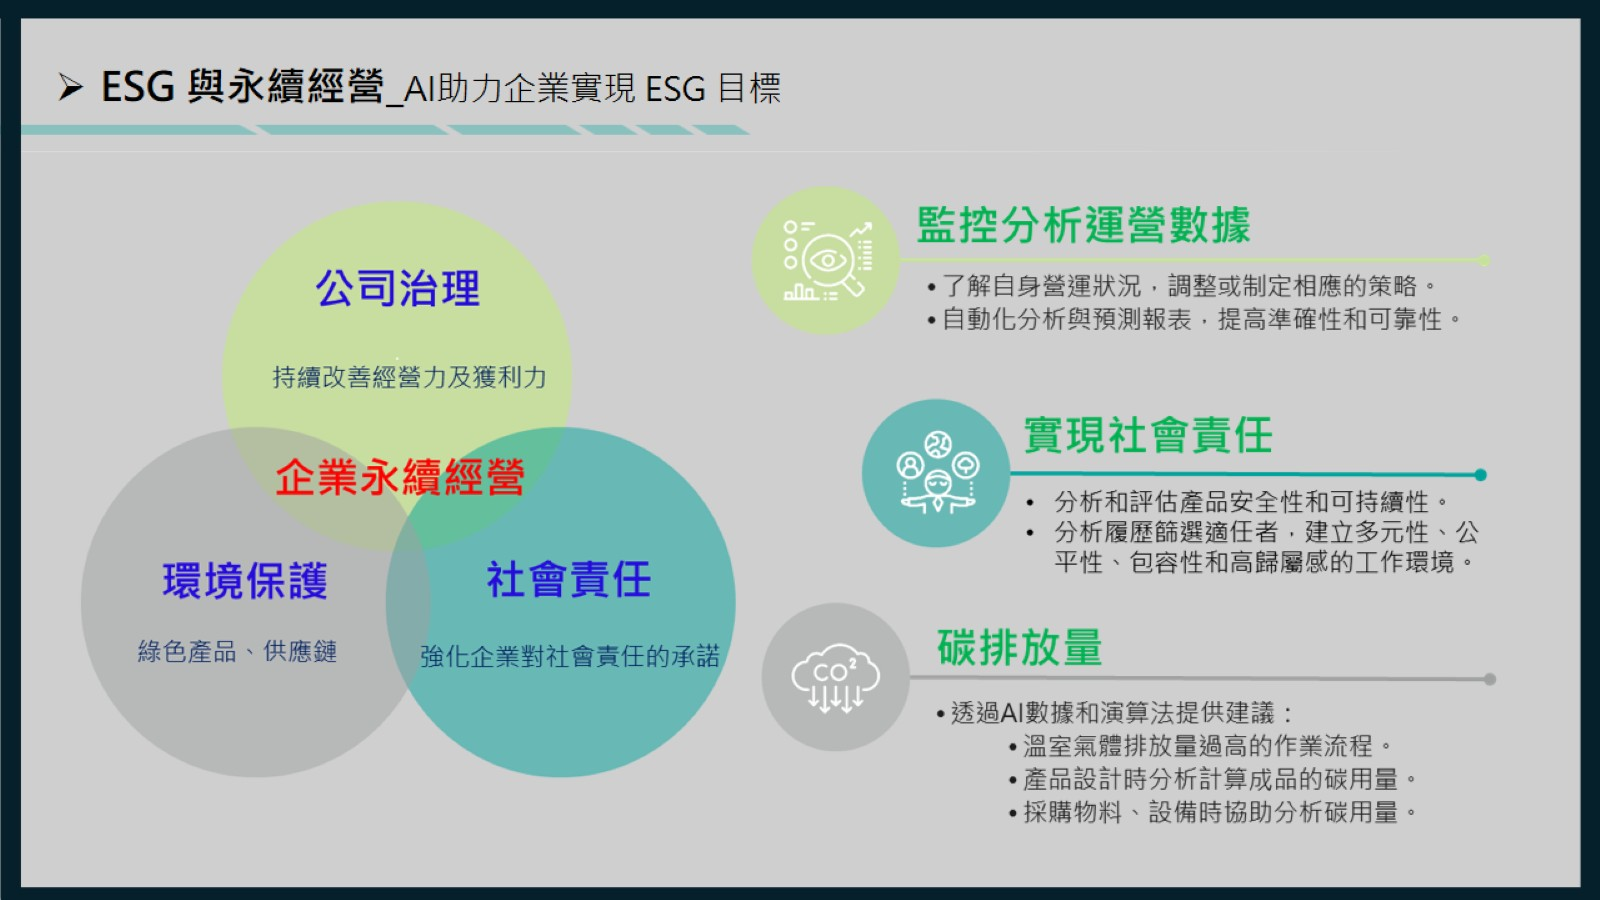 ➢ ESG 與永續經營_AI助力企業實現 ESG 目標
公司治理
持續改善經營力及獲利力
企業永續經營
環境保護
綠色產品、供應鏈
社會責任
強化企業對社會責任的承諾
監控分析運營數據
•了解自身營運狀況，調整或制定相應的策略。
•自動化分析與預測報表，提高準確性和可靠性。
實現社會責任
• 分析和評估產品安全性和可持續性。
• 分析履歷篩選適任者，建立多元性、公
平性、包容性和高歸屬感的工作環境。
CO²
碳排放量
•透過AI數據和演算法提供建議：
•溫室氣體排放量過高的作業流程。
•產品設計時分析計算成品的碳用量。
•採購物料、設備時協助分析碳用量。